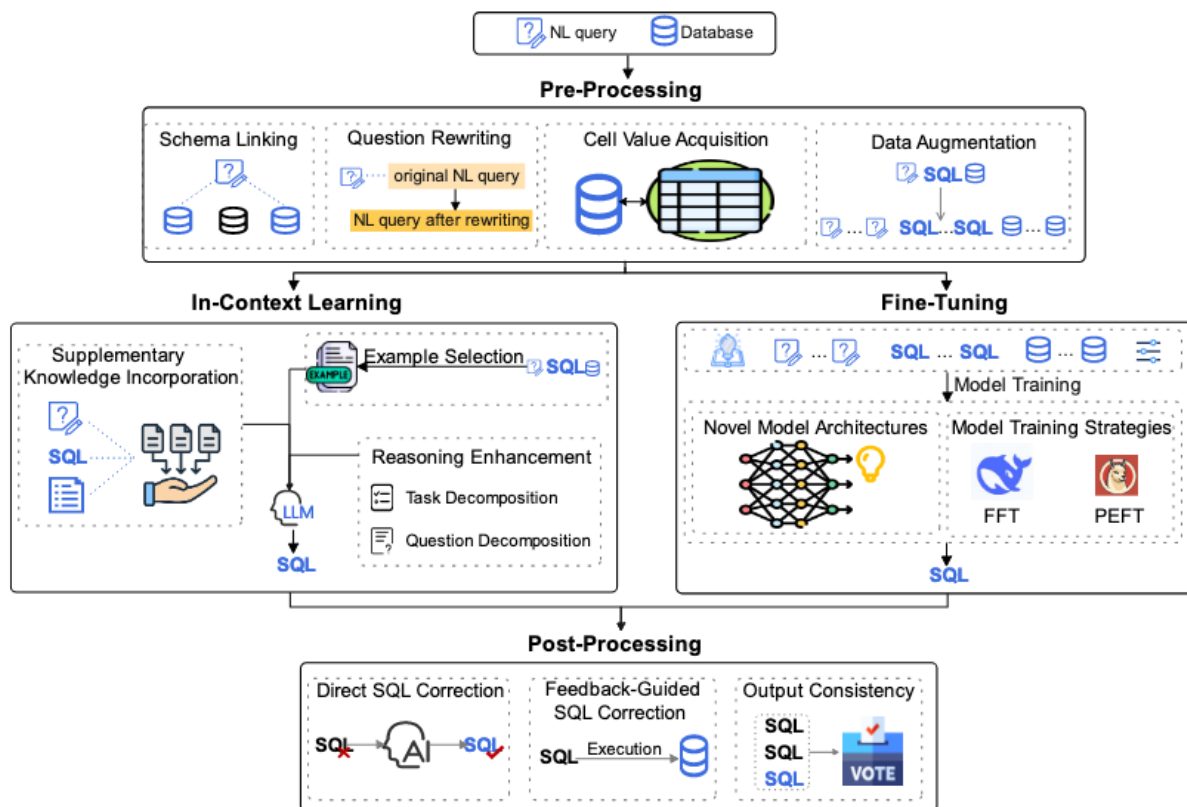 NL query
Database
Pre-Processing
Schema Linking
Question Rewriting
original NL query
NL query after rewriting
Cell Value Acquisition
Data Augmentation
SQL
... SQL...SQL ...
In-Context Learning
Supplementary
Knowledge Incorporation
SQL
EXAMPLE
Example Selection
SQL
Reasoning Enhancement
Task Decomposition
Question Decomposition
LLM
SQL
Fine-Tuning
... SQL ... SQL ...
Model Training
Novel Model Architectures
Model Training Strategies
FFT
PEFT
SQL
Post-Processing
Direct SQL Correction
SQL
AI
SQL
Feedback-Guided
SQL Correction
SQL
Execution
Output Consistency
SQL
SQL
SQL
VOTE